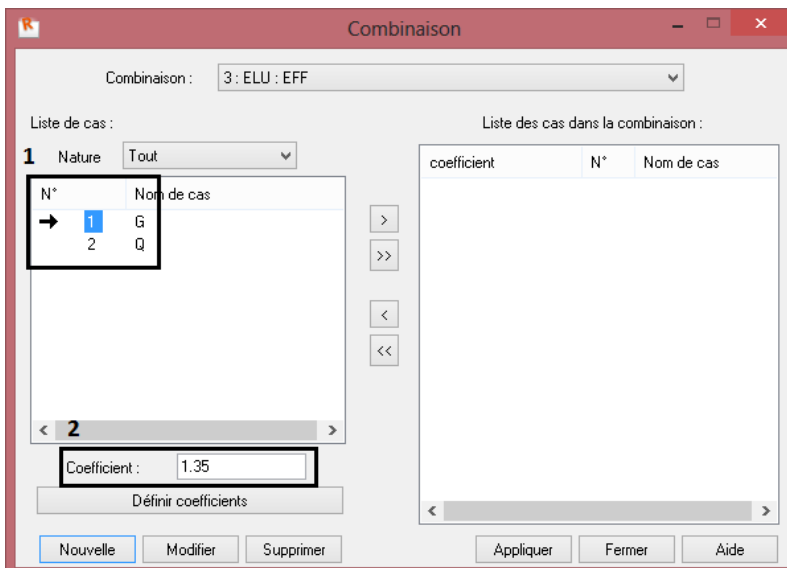 Combinaison
Combinaison : 3 : ELU : EFF
Liste de cas :
1 Nature Tout
N° Nom de cas
1 G
2 Q
2
Coefficient : 1.35
Définir coefficients
Nouvelle Modifier Supprimer
>
>>
<
<<
Liste des cas dans la combinaison :
coefficient N° Nom de cas
Appliquer Fermer Aide